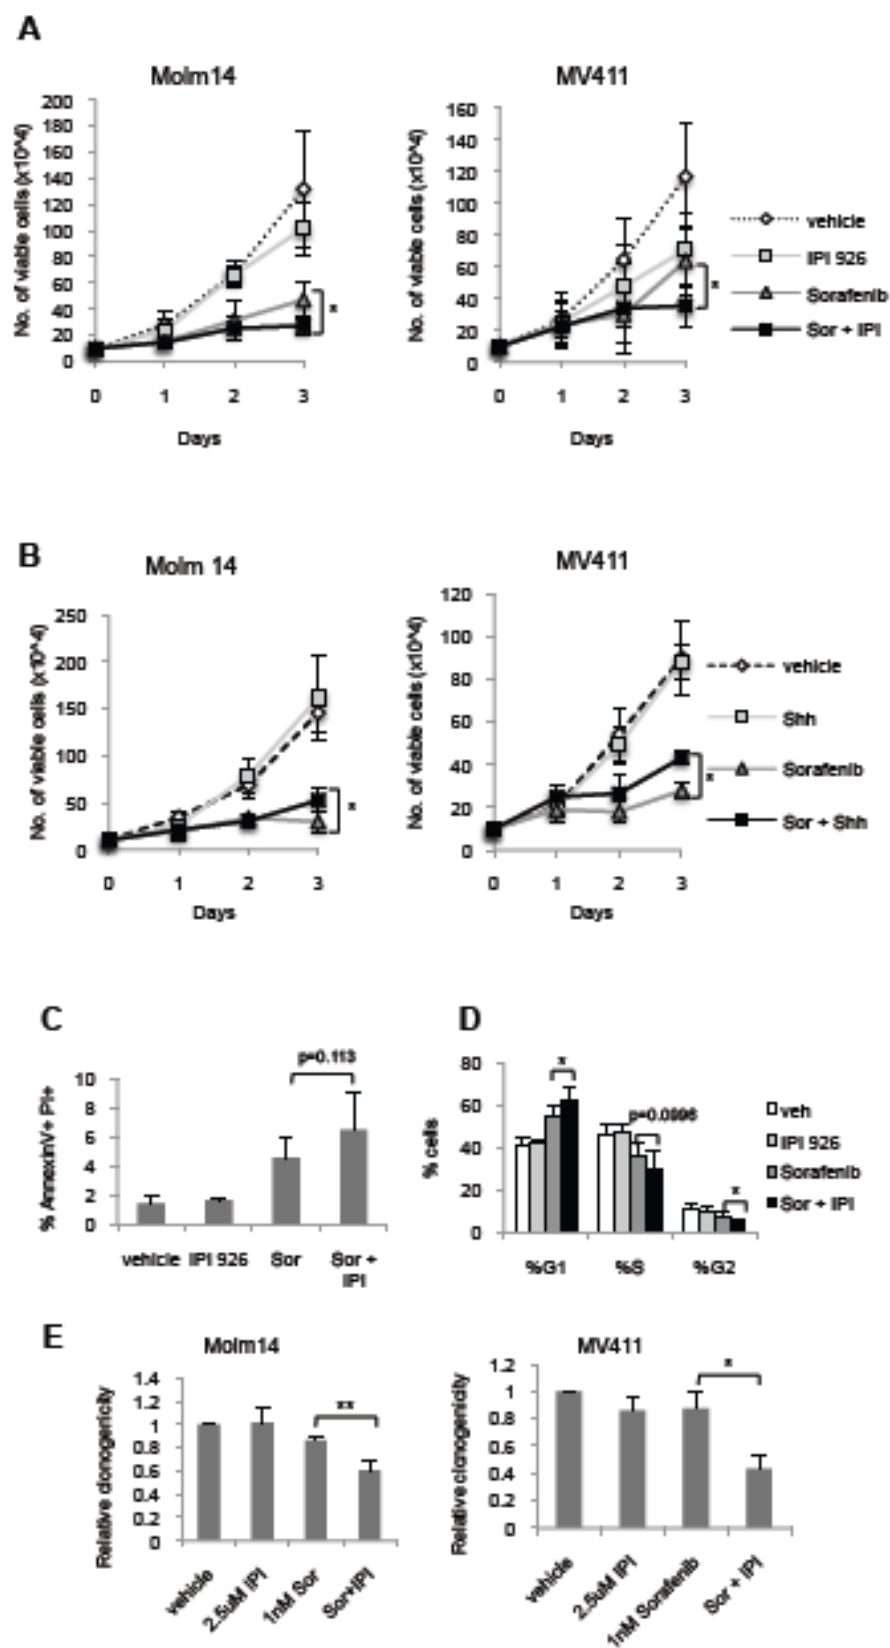 A
Molm14
No. of viable cells (x10^4)
200
180
160
140
120
100
80
60
40
20
0
*
0 1 2 3
Days
MV411
No. of viable cells (x10^4)
160
140
120
100
80
60
40
20
0
*
0 1 2 3
Days
vehicle
IPI 926
Sorafenib
Sor + IPI
B
Molm 14
No. of viable cells (x10^4)
250
200
150
100
50
0
*
0 1 2 3
Days
MV411
No. of viable cells (x10^4)
120
100
80
60
40
20
0
*
0 1 2 3
Days
vehicle
Shh
Sorafenib
Sor + Shh
C
% AnnexinV+ PI+
p=0.113
10
8
6
4
2
0
vehicle IPI 926 Sor Sor +
IPI
D
% cells
80
60
40
20
0
*
p=0.0996
*
%G1 %S %G2
veh
IPI 926
Sorafenib
Sor + IPI
E
Molm14
Relative clonogenicity
1.4
1.2
1
0.8
0.6
0.4
0.2
0
**
vehicle
2.5uM IPI
1nM Sor
Sor+IPI
MV411
Relative clonogenicity
1.2
1
0.8
0.6
0.4
0.2
0
*
vehicle
2.5uM IPI
1nM Sorafenib
Sor + IPI